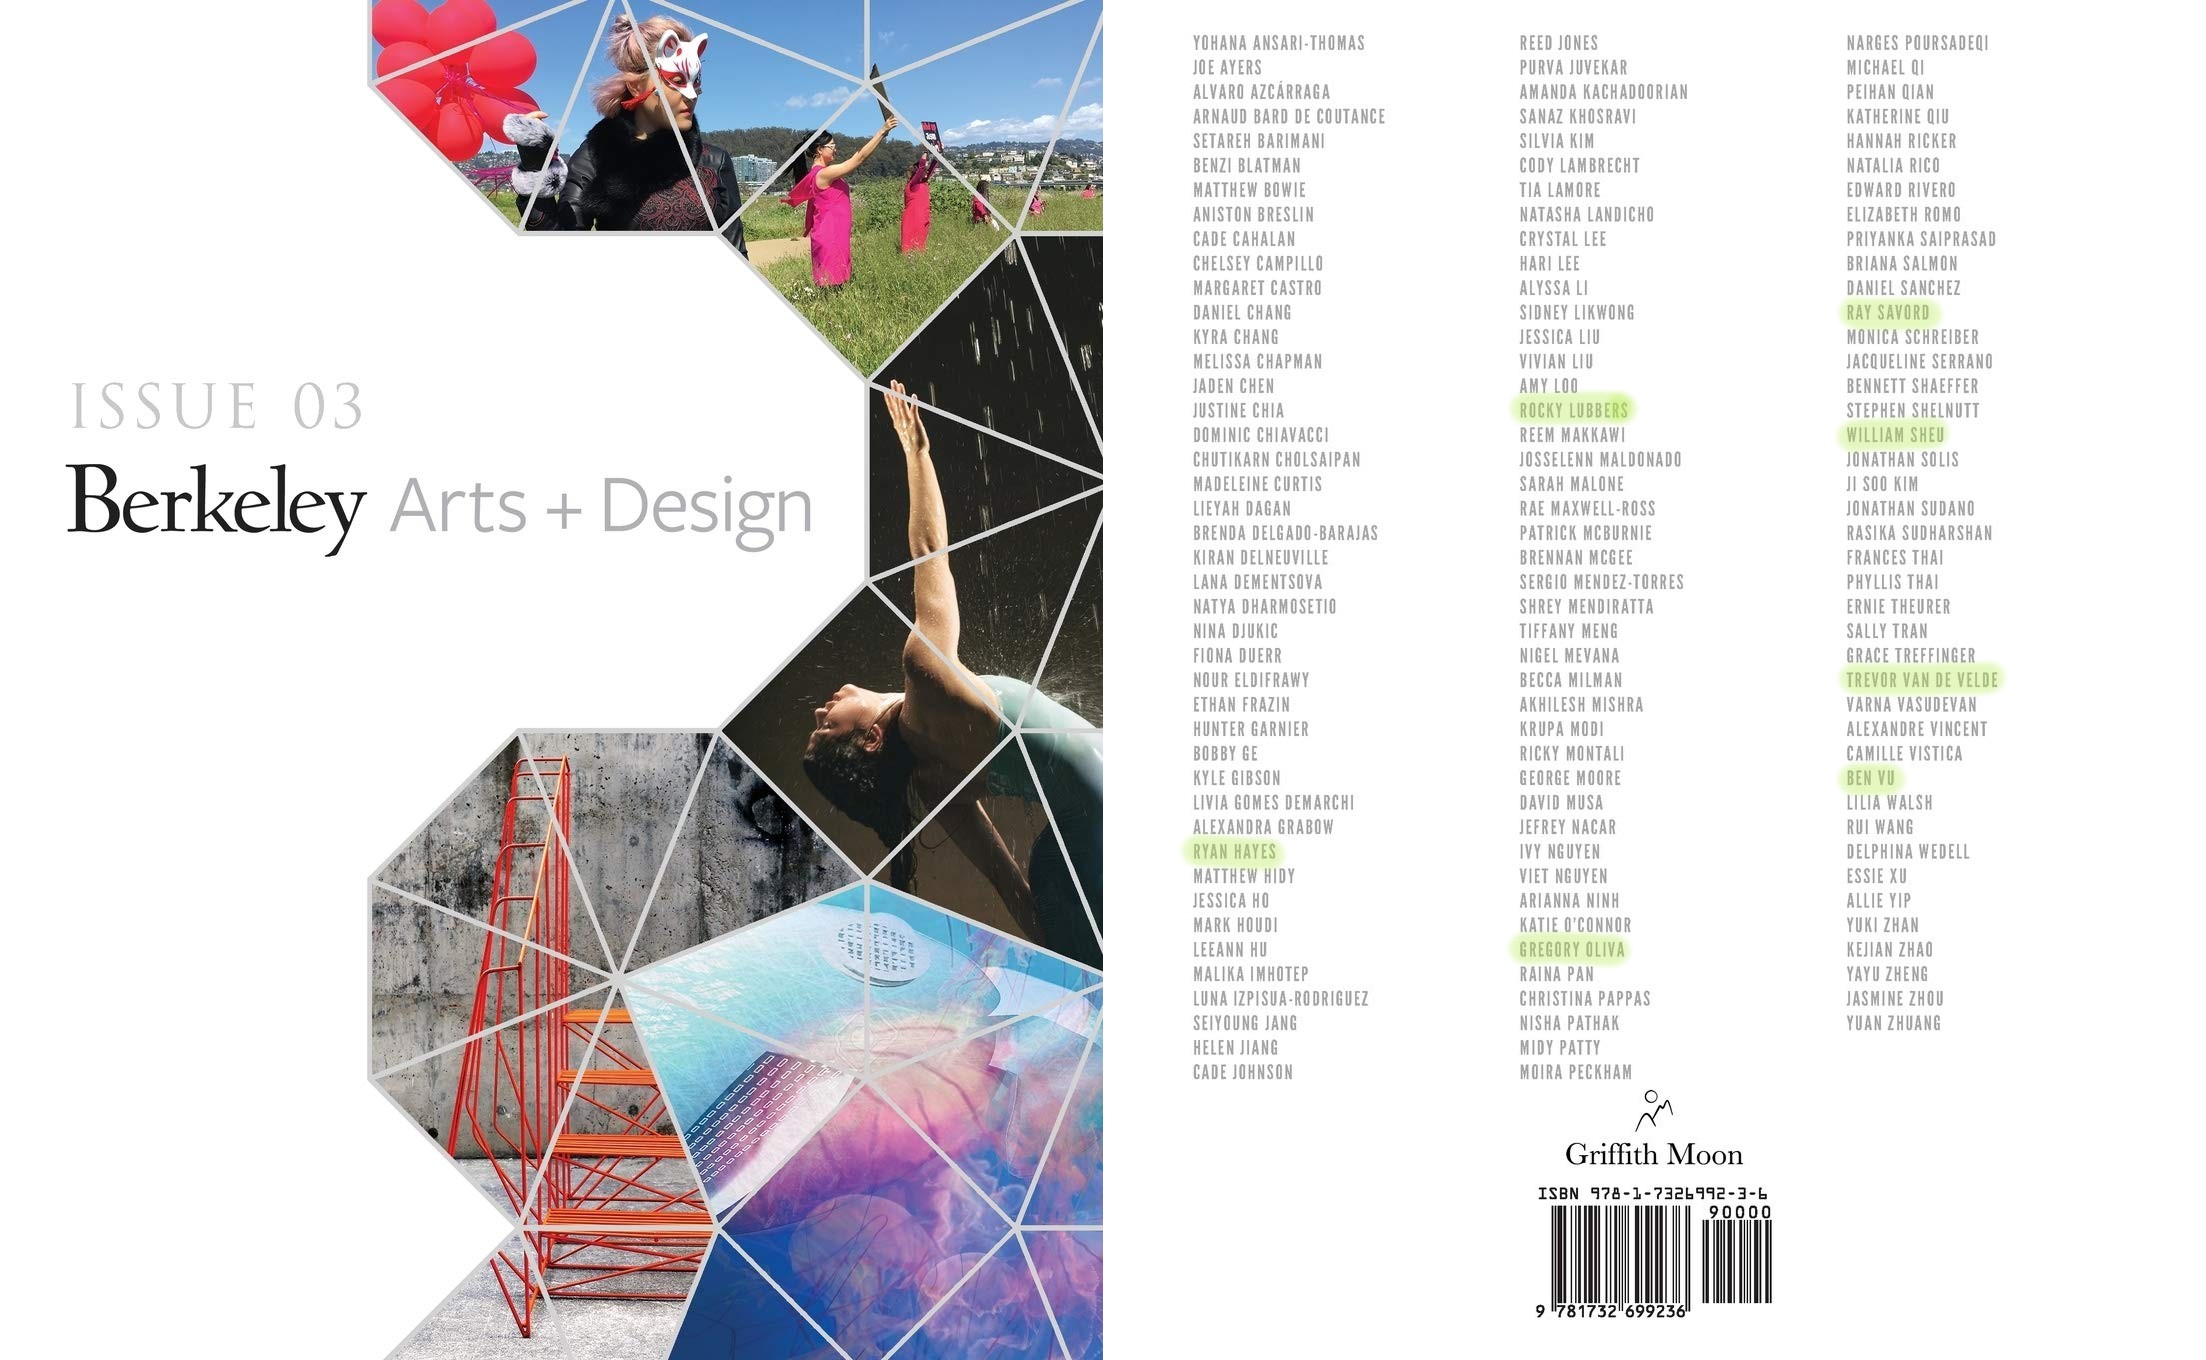 ISSUE 03
Berkeley Arts + Design
YOHANA ANSARI-THOMAS
JOE AYERS
ALVARO AZCÁRRAGA
ARNAUD BARD DE COUTANCE
SETAREH BARIMANI
BENZI BLATMAN
MATTHEW BOWIE
ANISTON BRESLIN
CADE CAHALAN
CHELSEY CAMPILLO
MARGARET CASTRO
DANIEL CHANG
KYRA CHANG
MELISSA CHAPMAN
JADEN CHEN
JUSTINE CHIA
DOMINIC CHIAVACCI
CHUTIKARN CHOLSAIPAN
MADELEINE CURTIS
LIEYAH DAGAN
BRENDA DELGADO-BARAJAS
KIRAN DELNEUVILLE
LANA DEMENTSOVA
NATYA DHARMOSETIO
NINA DJUKIC
FIONA DUERR
NOUR ELDIFRAWY
ETHAN FRAZIN
HUNTER GARNIER
BOBBY GE
KYLE GIBSON
LIVIA GOMES DEMARCHI
ALEXANDRA GRABOW
RYAN HAYES
MATTHEW HIDY
JESSICA HO
MARK HOUDI
LEEANN HU
MALIKA IMHOTEP
LUNA IZPISUA-RODRIGUEZ
SEIYOUNG JANG
HELEN JIANG
CADE JOHNSON
REED JONES
PURVA JUVEKAR
AMANDA KACHADOORIAN
SANAZ KHOSRAVI
SILVIA KIM
CODY LAMBRECHT
TIA LAMORE
NATASHA LANDICHO
CRYSTAL LEE
HARI LEE
ALYSSA LI
SIDNEY LIKWONG
JESSICA LIU
VIVIAN LIU
AMY LOO
ROCKY LUBBERS
REEM MAKKAWI
JOSSELENN MALDONADO
SARAH MALONE
RAE MAXWELL-ROSS
PATRICK MCBURNIE
BRENNAN MCGEE
SERGIO MENDEZ-TORRES
SHREY MENDIRATTA
TIFFANY MENG
NIGEL MEVANA
BECCA MILMAN
AKHILESH MISHRA
KRUPA MODI
RICKY MONTALI
GEORGE MOORE
DAVID MUSA
JEFREY NACAR
IVY NGUYEN
VIET NGUYEN
ARIANNA NINH
KATIE O'CONNOR
GREGORY OLIVA
RAINA PAN
CHRISTINA PAPPAS
NISHA PATHAK
MIDY PATTY
MOIRA PECKHAM
NARGES POURSADEQI
MICHAEL QI
PEIHAN QIAN
KATHERINE QIU
HANNAH RICKER
NATALIA RICO
EDWARD RIVERO
ELIZABETH ROMO
PRIYANKA SAIPRASAD
BRIANA SALMON
DANIEL SANCHEZ
RAY SAVORD
MONICA SCHREIBER
JACQUELINE SERRANO
BENNETT SHAEFFER
STEPHEN SHELNUTT
WILLIAM SHEU
JONATHAN SOLIS
JI SOO KIM
JONATHAN SUDANO
RASIKA SUDHARSHAN
FRANCES THAI
PHYLLIS THAI
ERNIE THEURER
SALLY TRAN
GRACE TREFFINGER
TREVOR VAN DE VELDE
VARNA VASUDEVAN
ALEXANDRE VINCENT
CAMILLE VISTICA
BEN VU
LILIA WALSH
RUI WANG
DELPHINA WEDELL
ESSIE XU
ALLIE YIP
YUKI ZHAN
KEJIAN ZHAO
YAYU ZHENG
JASMINE ZHOU
YUAN ZHUANG
Griffith Moon
ISBN 978-1-7326992-3-6
90000
9 781732 699236